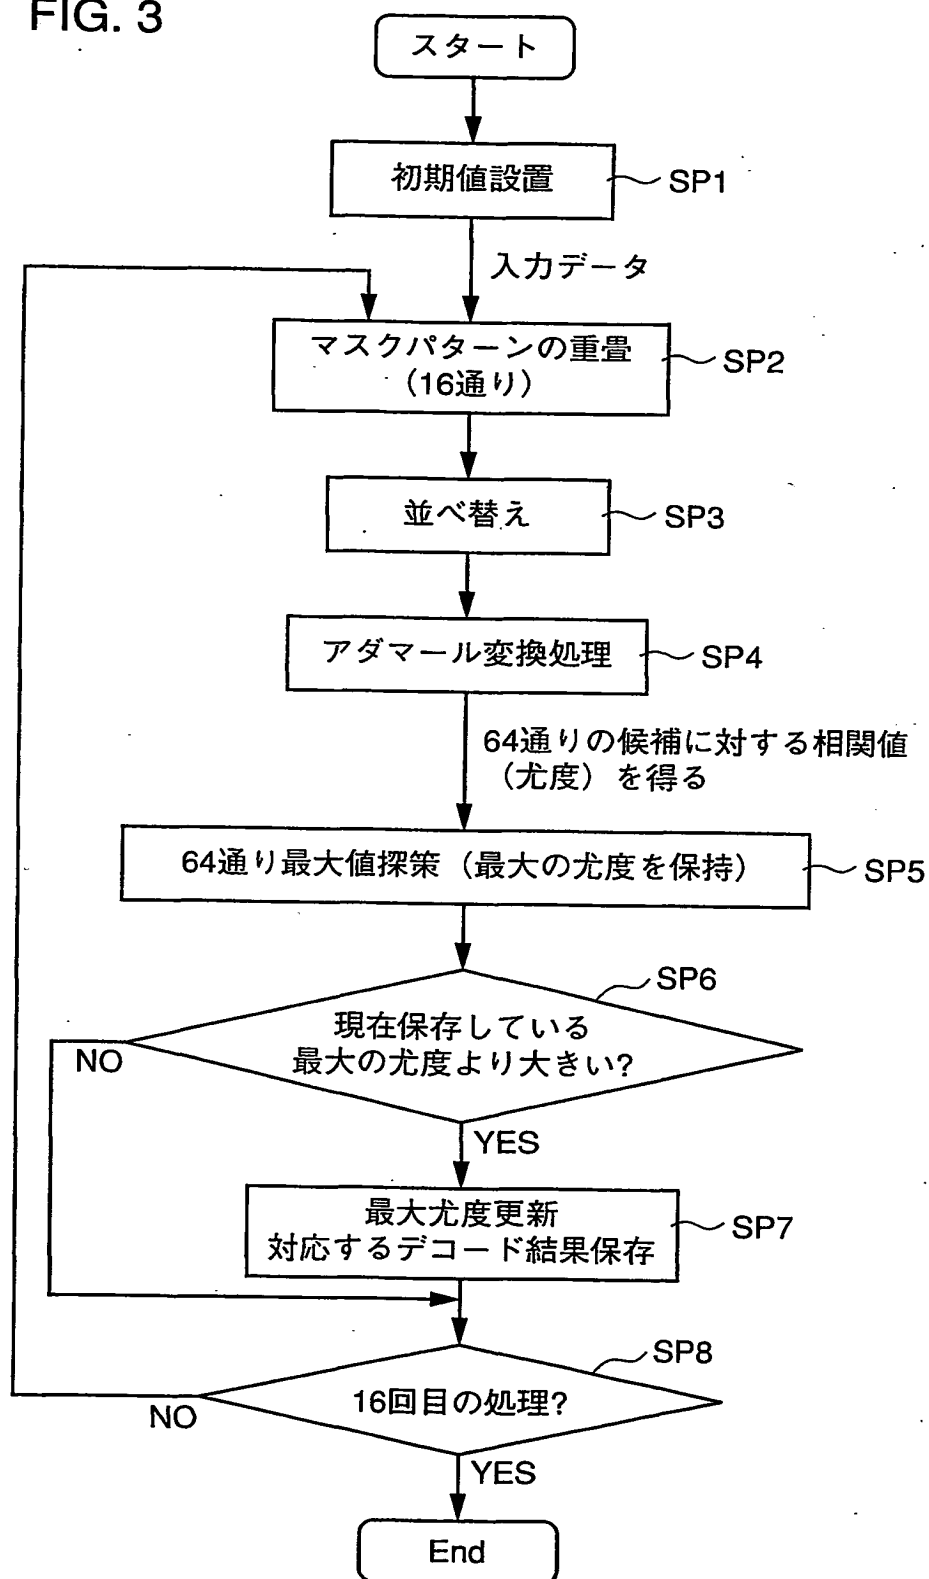 FIG. 3
スタート
初期値設置
SP1
入力データ
マスクパターンの重畳
(16通り)
SP2
並べ替え
SP3
アダマール変換処理
SP4
64通りの候補に対する相関値
(尤度)を得る
64通り最大値探策(最大の尤度を保持)
SP5
SP6
現在保存している
最大の尤度より大きい?
NO
YES
最大尤度更新
対応するデコード結果保存
SP7
SP8
16回目の処理?
NO
YES
End